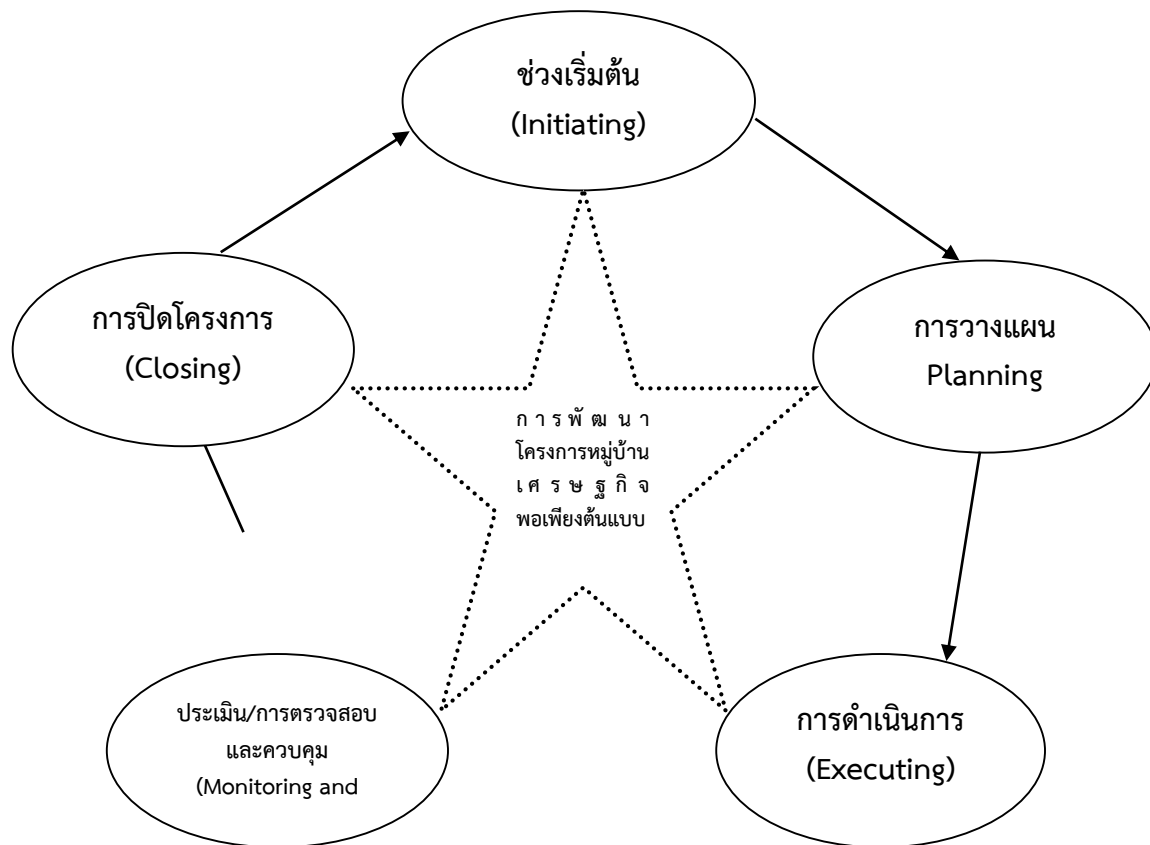 ช่วงเริ่มต้น
(Initiating)
การปิดโครงการ
(Closing)
การวางแผน
Planning
การพัฒนา
โครงการหมู่บ้าน
เศรษฐกิจ
พอเพียงต้นแบบ
ประเมิน/การตรวจสอบ
และควบคุม
(Monitoring and
การดำเนินการ
(Executing)